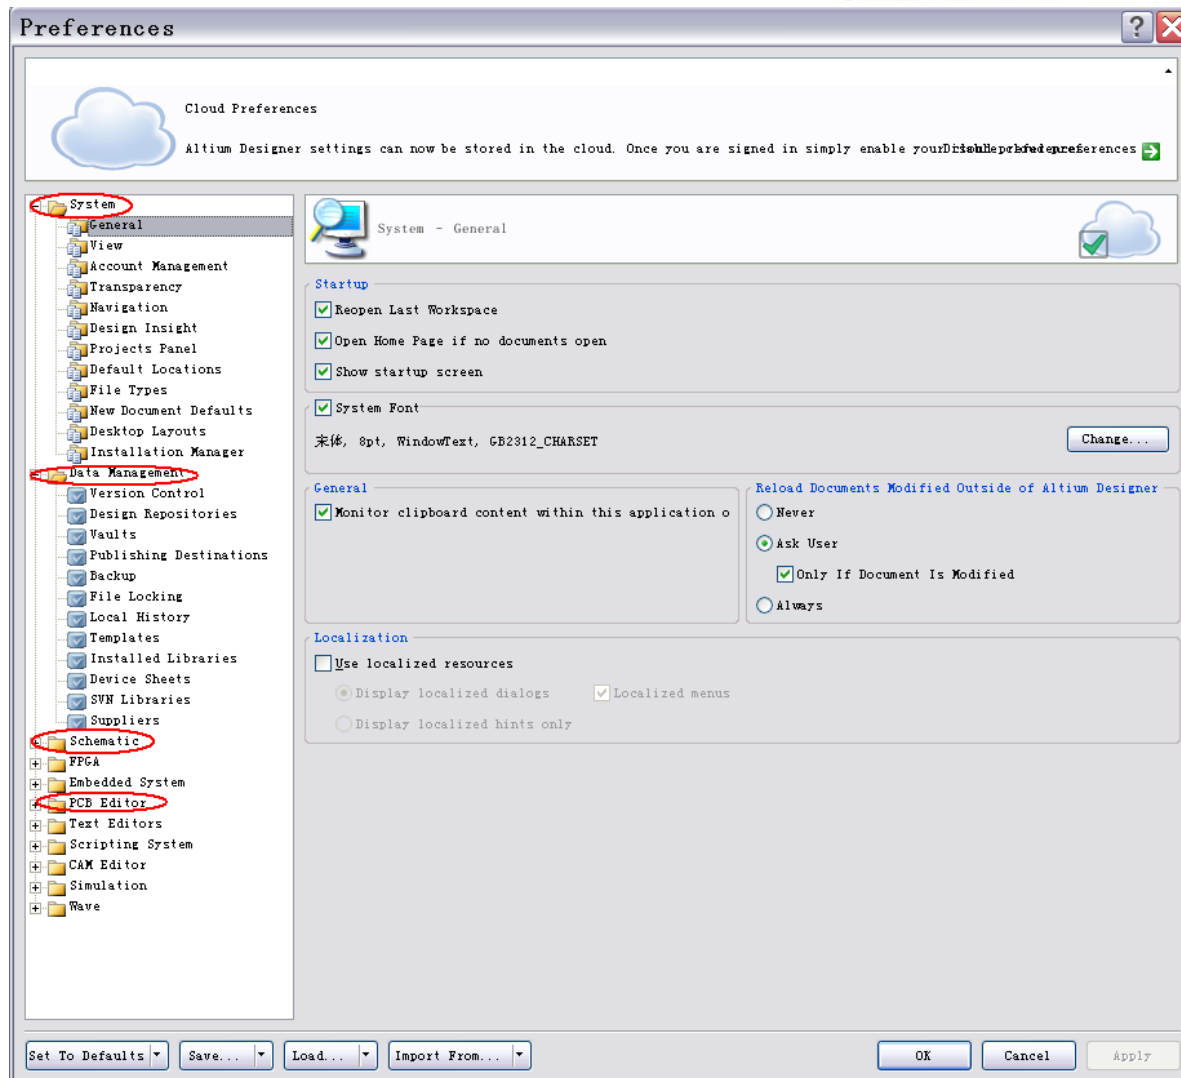 Preferences
Cloud Preferences
Altium Designer settings can now be stored in the cloud. Once you are signed in simply enable your
System
General
View
Account Management
Transparency
Navigation
Design Insight
Projects Panel
Default Locations
File Types
New Document Defaults
Desktop Layouts
Installation Manager
Data Management
Version Control
Design Repositories
Vaults
Publishing Destinations
Backup
File Locking
Local History
Templates
Installed Libraries
Device Sheets
SVN Libraries
Suppliers
Schematic
FPGA
Embedded System
PCB Editor
Text Editors
Scripting System
CAM Editor
Simulation
Wave
System - General
Startup
Reopen Last Workspace
Open Home Page if no documents open
Show startup screen
System Font
宋体, 8pt, WindowText, GB2312_CHARSET
Change...
General
Monitor clipboard content within this application o
Reload Documents Modified Outside of Altium Designer
Never
Ask User
Only If Document Is Modified
Always
Localization
Use localized resources
Display localized dialogs
Localized menus
Display localized hints only
Set To Defaults
Save...
Load...
Import From...
OK
Cancel
Apply